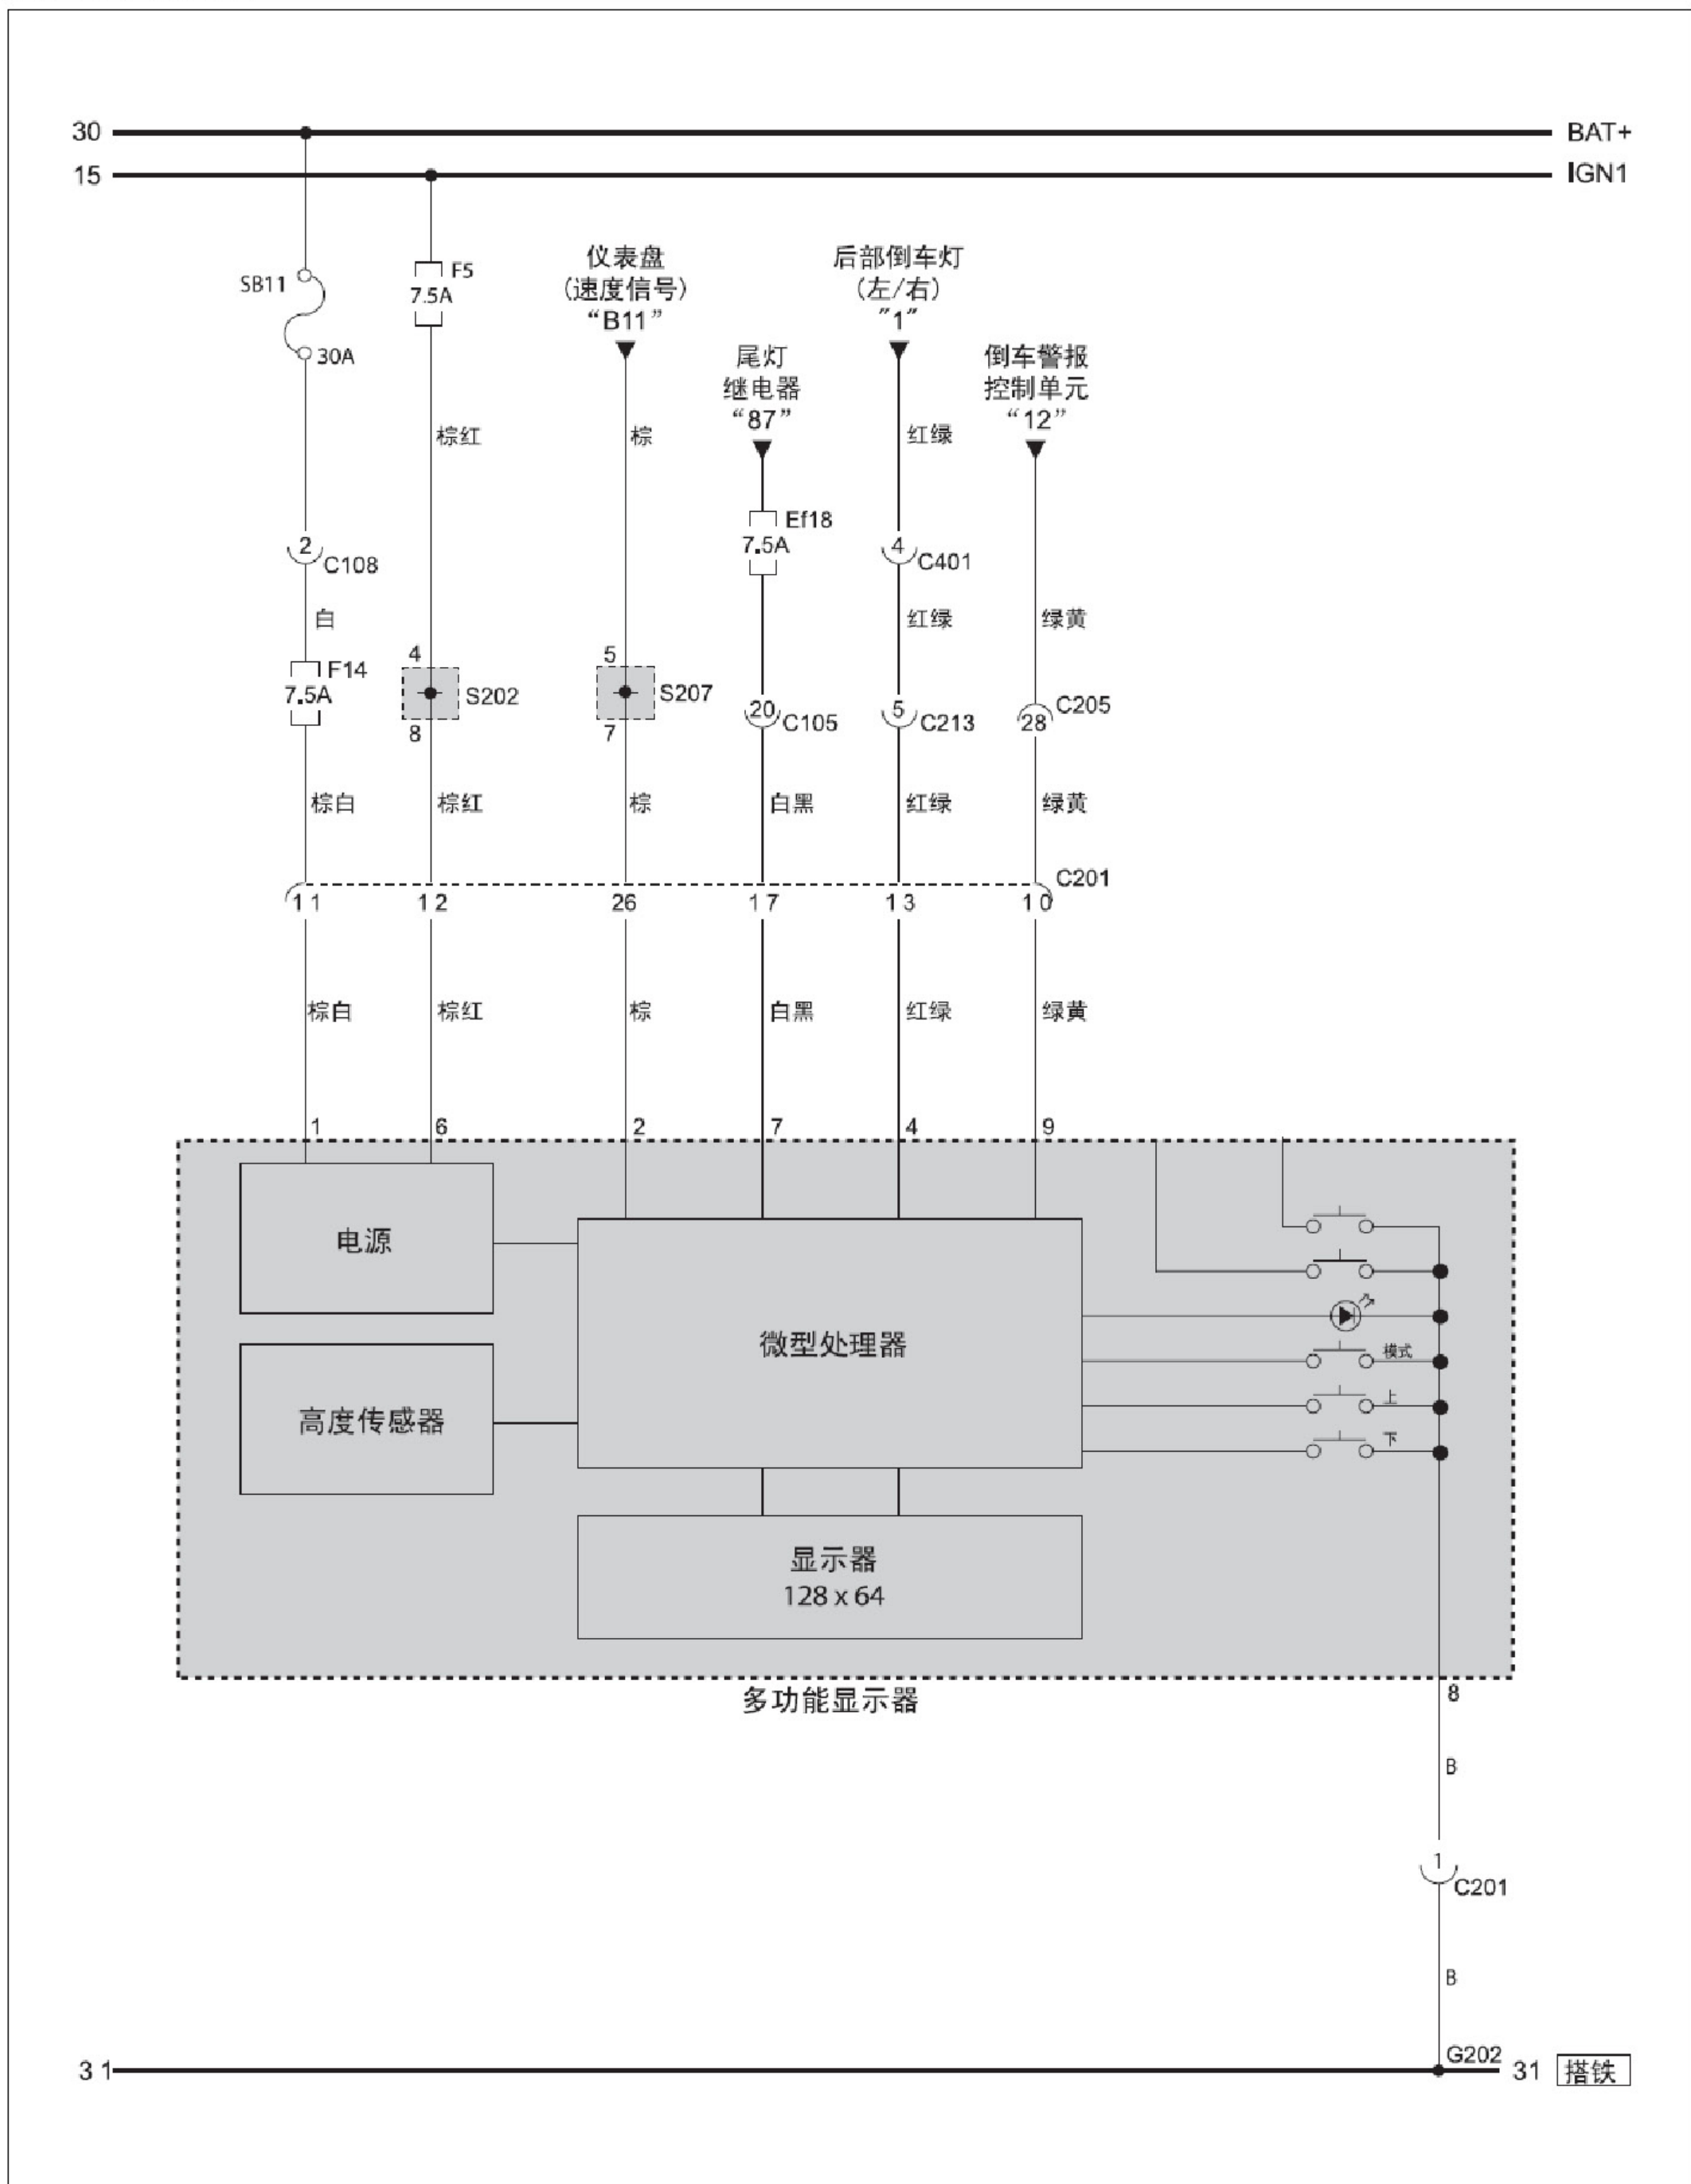 30
BAT+
15
IGN1
SB11
30A
F5
7.5A
仪表盘
(速度信号)
“B11”
后部倒车灯
(左/右)
”1”
尾灯
继电器
“87”
倒车警报
控制单元
“12”
棕红
棕
红绿
Ef18
7.5A
2
C108
4
C401
白
红绿
绿黄
F14
7.5A
4
S202
8
5
S207
7
20
C105
5
C213
C205
28
棕白
棕红
棕
白黑
红绿
绿黄
C201
11
12
26
17
13
10
棕白
棕红
棕
白黑
红绿
绿黄
1
6
2
7
4
9
电源
微型处理器
模式
高度传感器
上
下
显示器
128 x 64
多功能显示器
8
B
1
C201
B
G202
31
31
搭铁